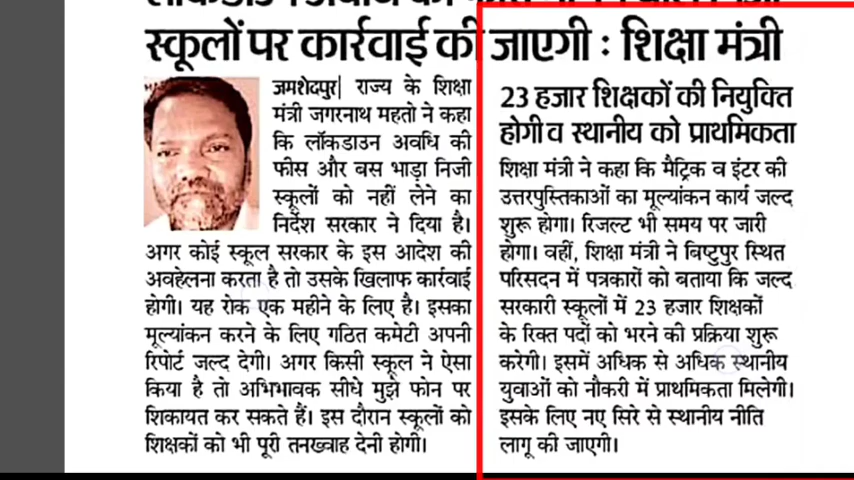 स्कूलों पर कार्रवाई की जाएगी : शिक्षा मंत्री
जमशेदपुर| राज्य के शिक्षा
मंत्री जगरनाथ महतो ने कहा
कि लॉकडाउन अवधि की
फीस और बस भाड़ा निजी
स्कूलों को नहीं लेने का
निर्देश सरकार ने दिया है।
अगर कोई स्कूल सरकार के इस आदेश की
अवहेलना करता है तो उसके खिलाफ कार्रवाई
होगी। यह रोक एक महीने के लिए है। इसका
मूल्यांकन करने के लिए गठित कमेटी अपनी
रिपोर्ट जल्द देगी। अगर किसी स्कूल ने ऐसा
किया है तो अभिभावक सीधे मुझे फोन पर
शिकायत कर सकते हैं। इस दौरान स्कूलों को
शिक्षकों को भी पूरी तनख्वाह देनी होगी।
23 हजार शिक्षकों की नियुक्ति
होगी व स्थानीय को प्राथमिकता
शिक्षा मंत्री ने कहा कि मैट्रिक व इंटर की
उत्तरपुस्तिकाओं का मूल्यांकन कार्य जल्द
शुरू होगा। रिजल्ट भी समय पर जारी
होगा। वहीं, शिक्षा मंत्री ने बिष्टुपुर स्थित
परिसदन में पत्रकारों को बताया कि जल्द
सरकारी स्कूलों में 23 हजार शिक्षकों
के रिक्त पदों को भरने की प्रक्रिया शुरू
करेगी। इसमें अधिक से अधिक स्थानीय
युवाओं को नौकरी में प्राथमिकता मिलेगी।
इसके लिए नए सिरे से स्थानीय नीति
लागू की जाएगी।